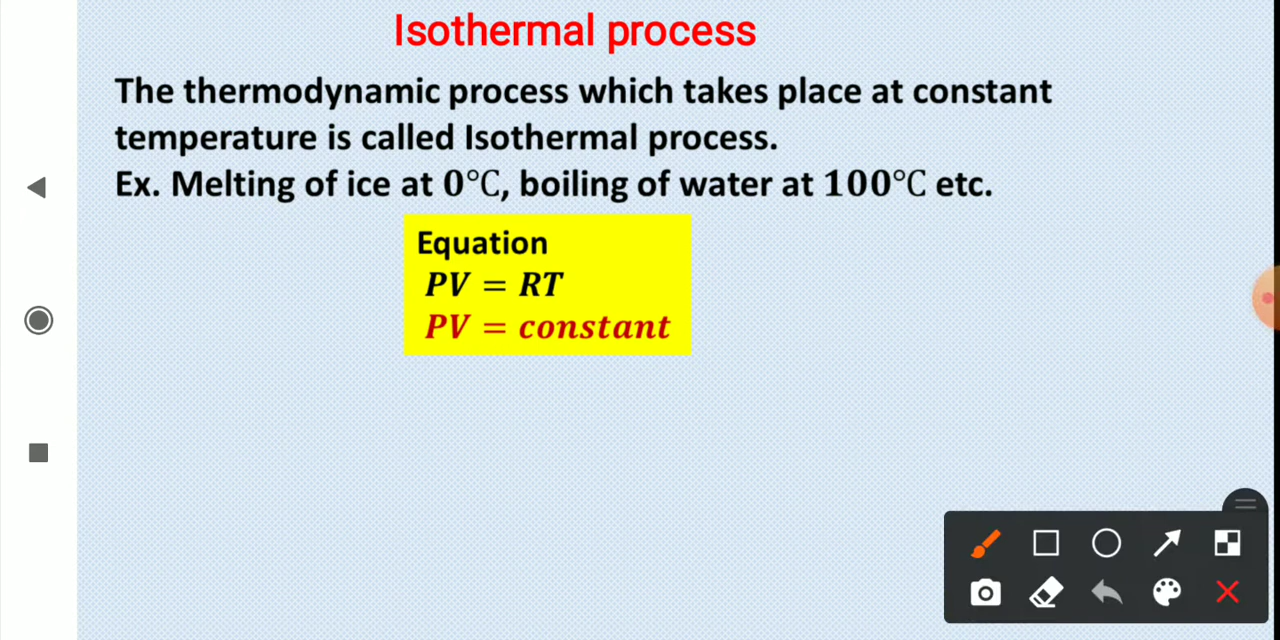 Isothermal process
The thermodynamic process which takes place at constant
temperature is called Isothermal process.
Ex. Melting of ice at 0°C, boiling of water at 100°C etc.
Equation
PV = RT
PV = constant